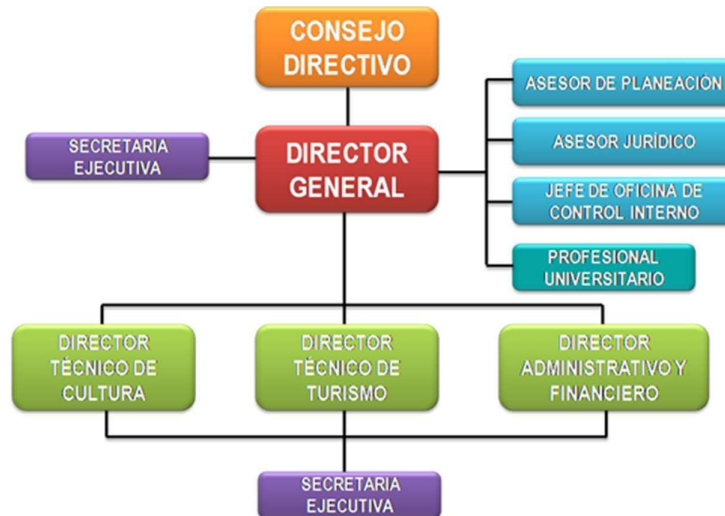 CONSEJO
DIRECTIVO
ASESOR DE PLANEACIÓN
SECRETARIA
EJECUTIVA
DIRECTOR
GENERAL
ASESOR JURÍDICO
JEFE DE OFICINA DE
CONTROL INTERNO
PROFESIONAL
UNIVERSITARIO
DIRECTOR
TÉCNICO DE
CULTURA
DIRECTOR
TÉCNICO DE
TURISMO
DIRECTOR
ADMINISTRATIVO Y
FINANCIERO
SECRETARIA
EJECUTIVA